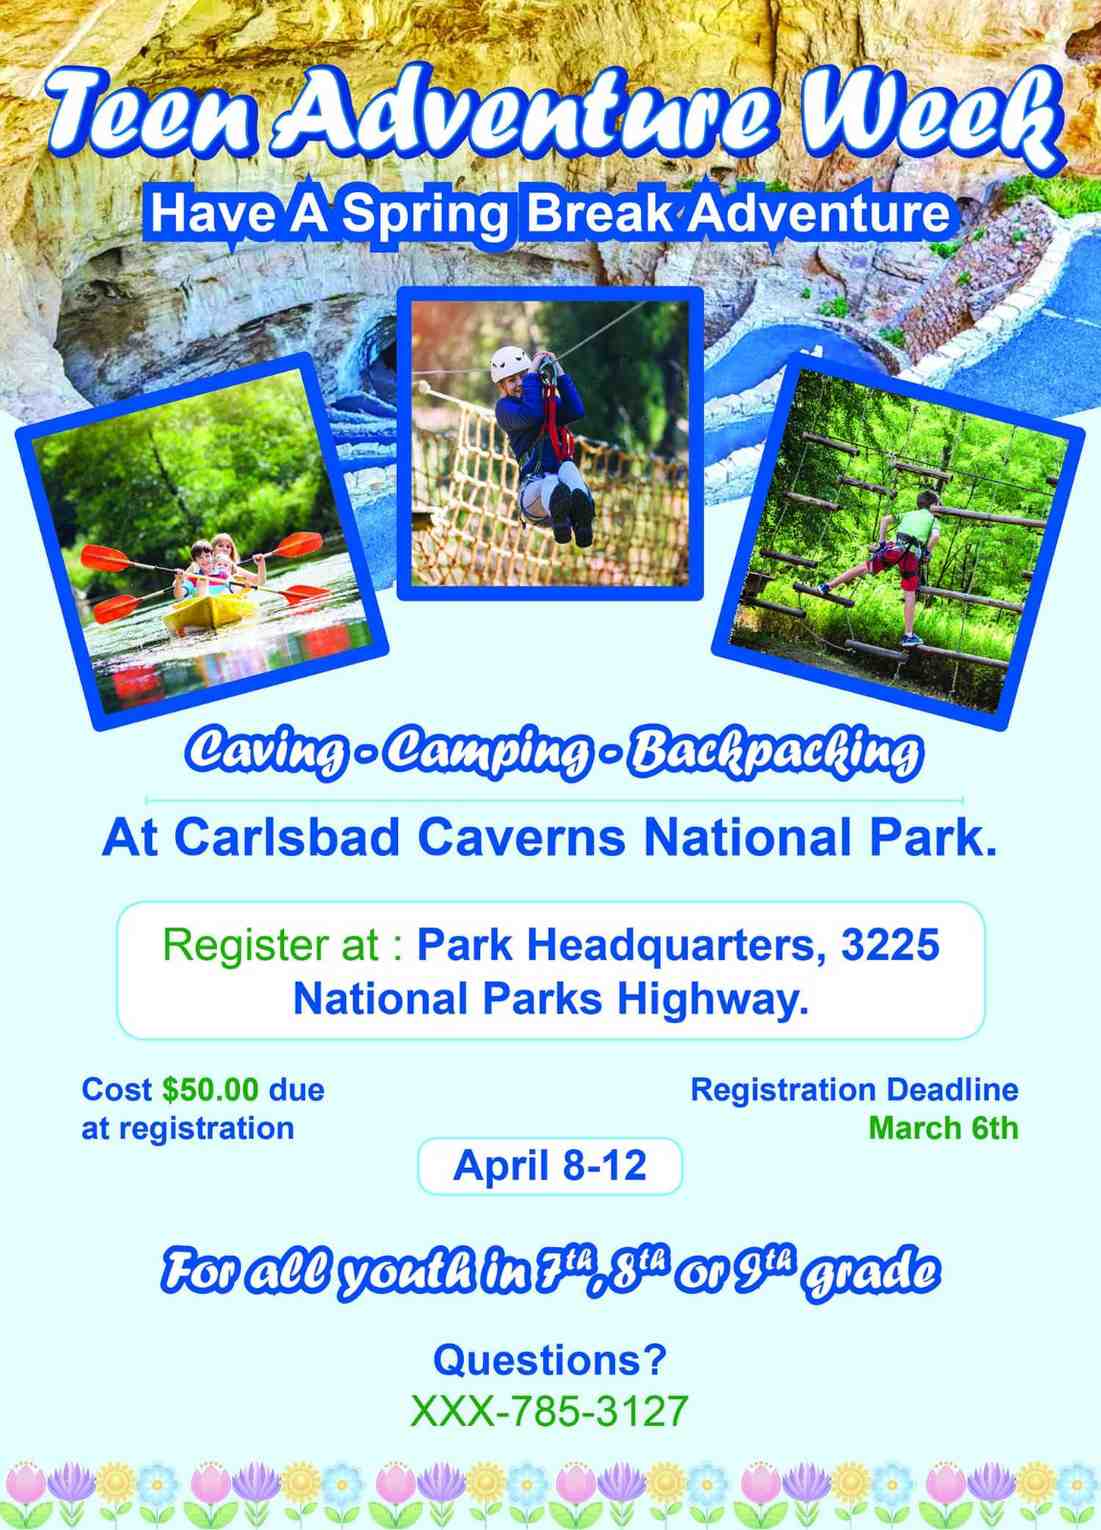 Teen Adventure Week
Have A Spring Break Adventure
Caving - Camping - Backpacking
At Carlsbad Caverns National Park.
Register at : Park Headquarters, 3225
National Parks Highway.
Cost $50.00 due
at registration
Registration Deadline
March 6th
April 8-12
For all youth in 7th, 8th or 9th grade
Questions?
XXX-785-3127